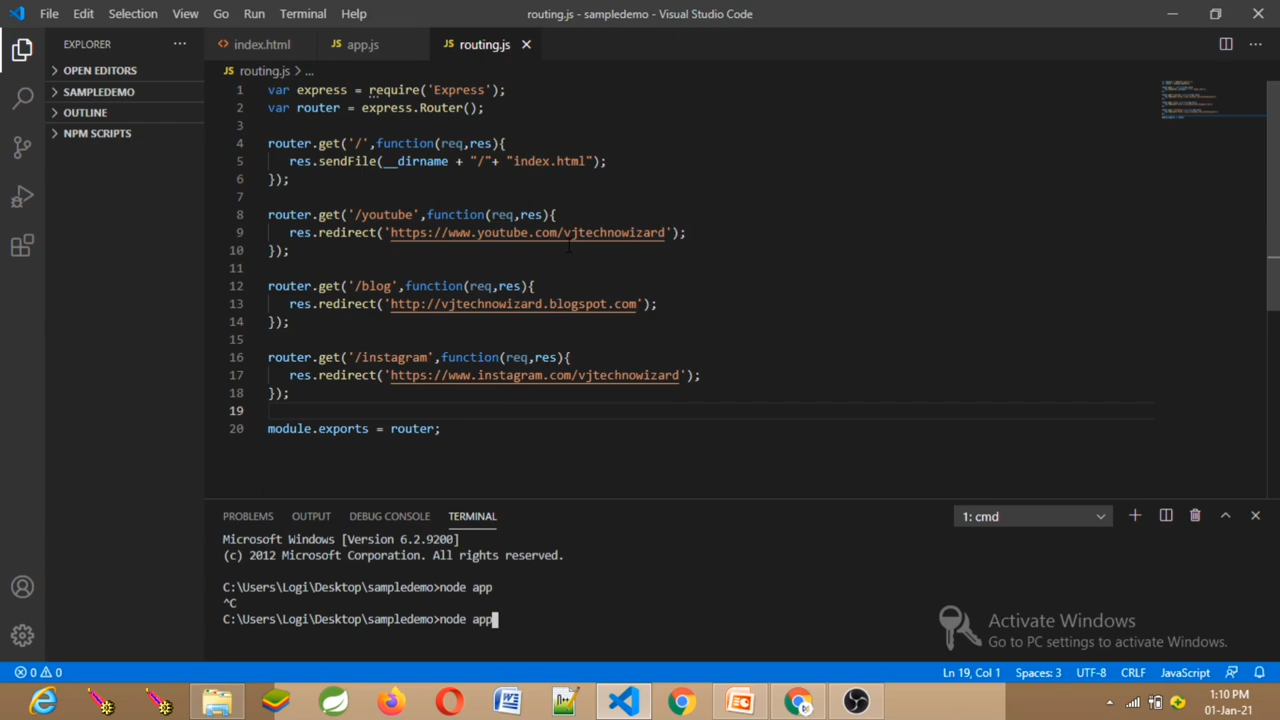 File Edit Selection View Go Run Terminal Help routing.js - sampledemo - Visual Studio Code
EXPLORER ...
index.html JS app.js JS routing.js
JS routing.js > ...
OPEN EDITORS
SAMPLEDEMO
OUTLINE
NPM SCRIPTS
1 var express = require('Express');
2 var router = express.Router();
3
4 router.get('/',function(req,res){
5 res.sendFile(__dirname + "/"+ "index.html");
6 });
7
8 router.get('/youtube',function(req,res){
9 res.redirect('https://www.youtube.com/vjtechnowizard');
10 });
11
12 router.get('/blog',function(req,res){
13 res.redirect('http://vjtechnowizard.blogspot.com');
14 });
15
16 router.get('/instagram',function(req,res){
17 res.redirect('https://www.instagram.com/vjtechnowizard');
18 });
19
20 module.exports = router;
PROBLEMS OUTPUT DEBUG CONSOLE TERMINAL 1: cmd
Microsoft Windows [Version 6.2.9200]
(c) 2012 Microsoft Corporation. All rights reserved.
C:\Users\Logi\Desktop\sampledemo>node app
^C
C:\Users\Logi\Desktop\sampledemo>node app
Activate Windows
Go to PC settings to activate Windows.
0 0 Ln 19, Col 1 Spaces: 3 UTF-8 CRLF JavaScript
1:10 PM
01-Jan-21